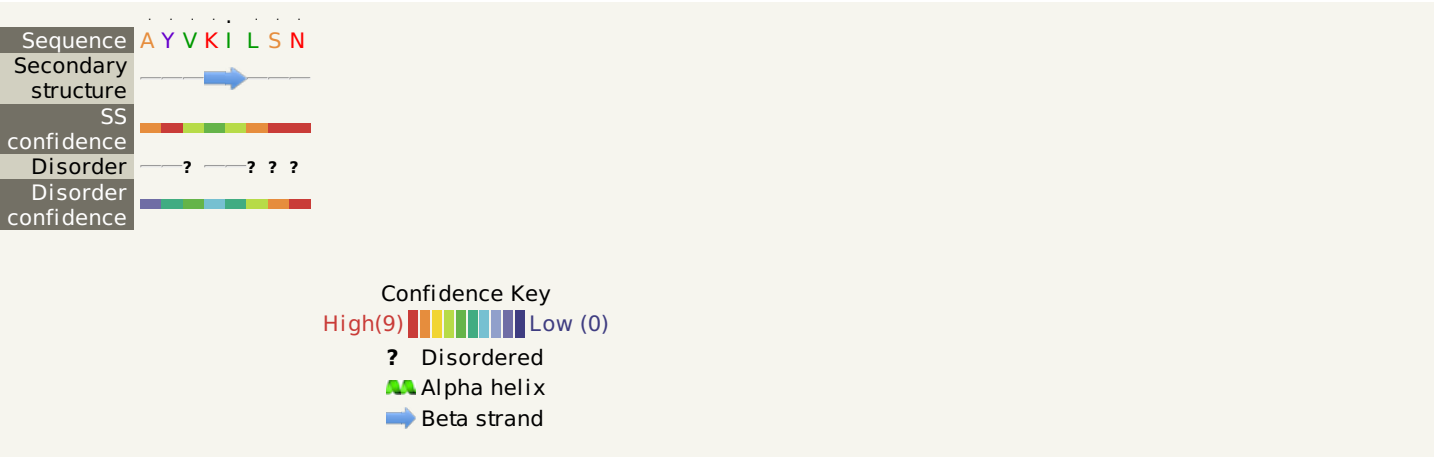 Sequence A Y V K I L S N
Secondary
structure
SS
confidence
Disorder ? ? ? ?
Disorder
confidence
Confidence Key
High(9) Low (0)
? Disordered
Alpha helix
Beta strand